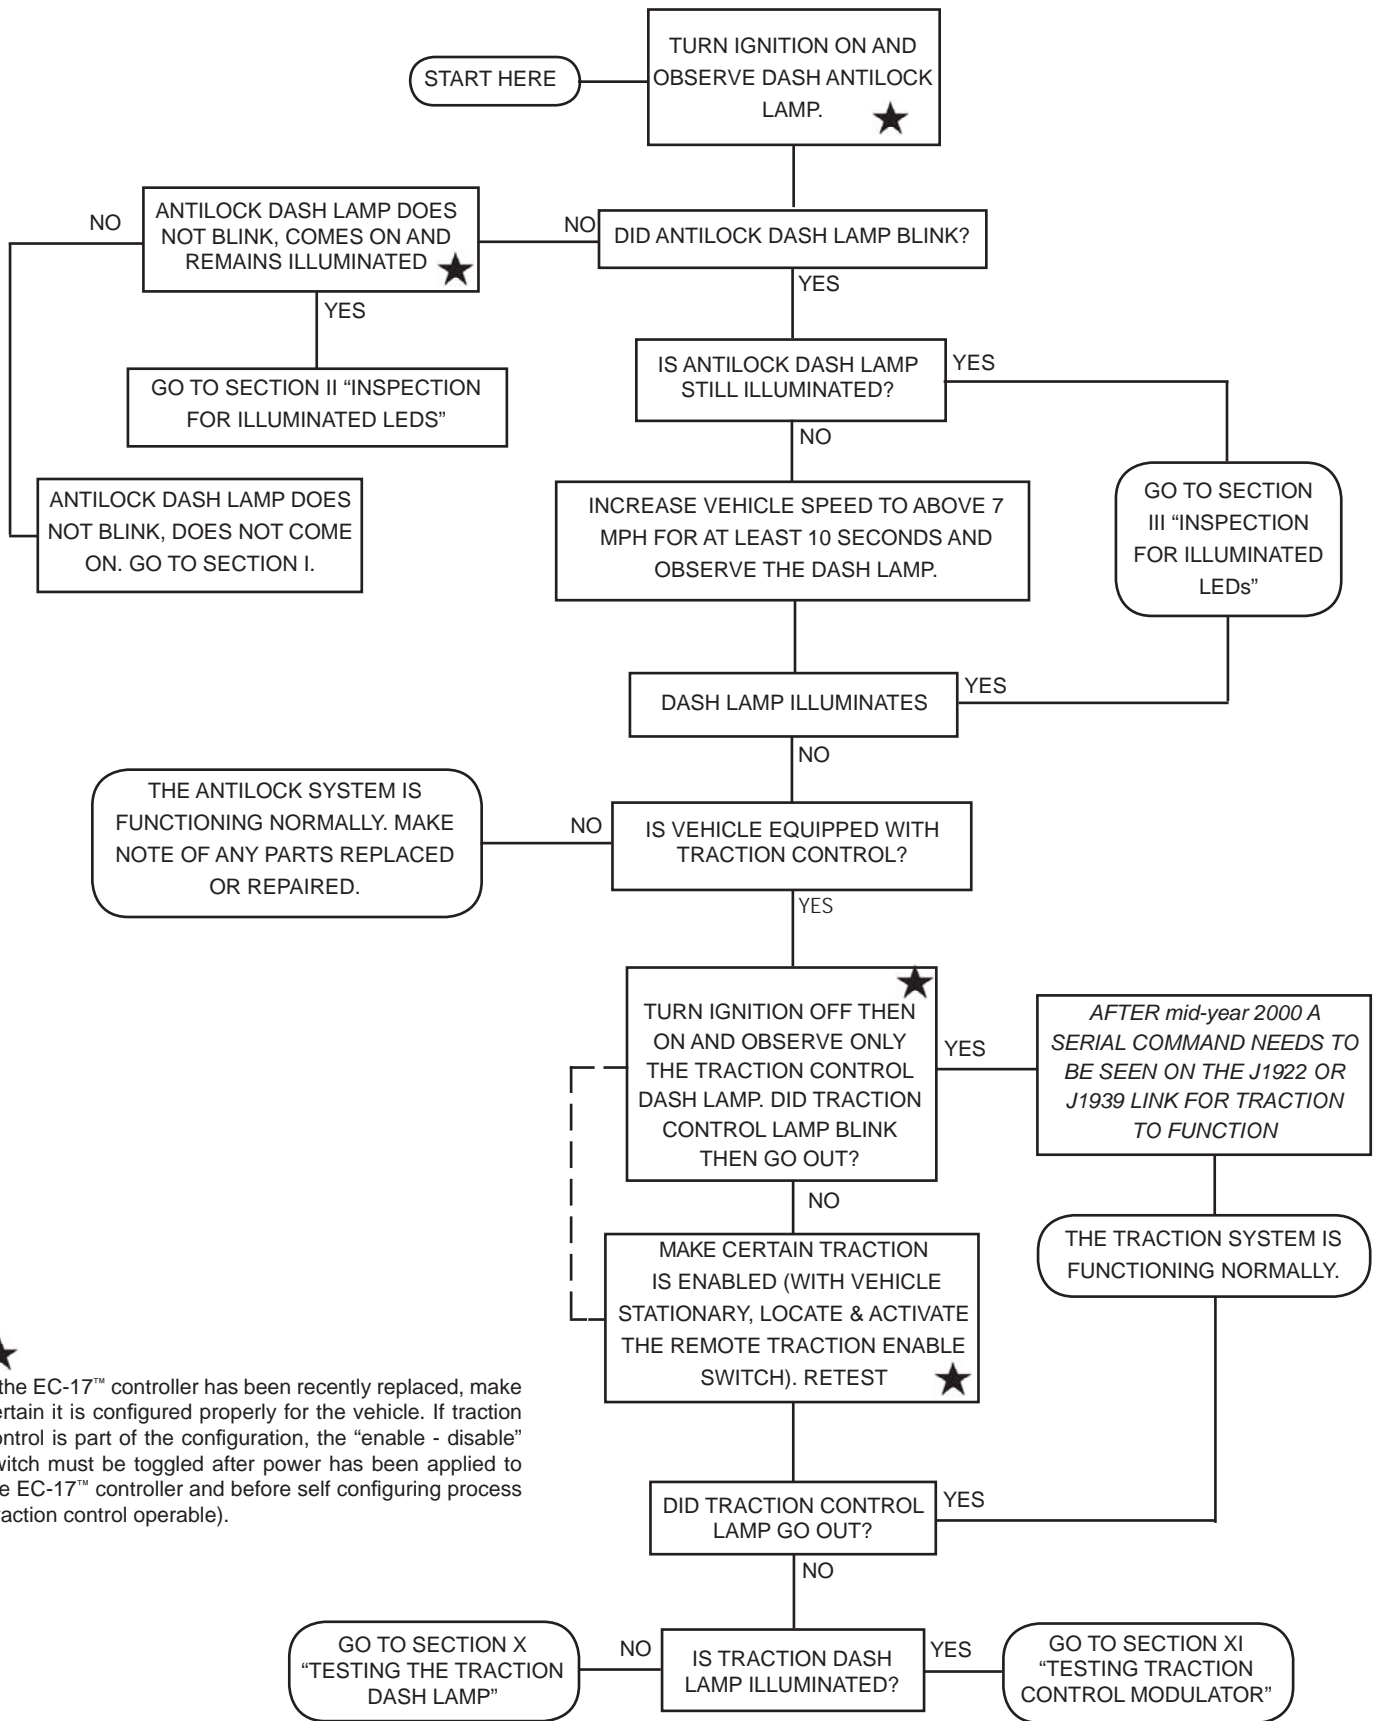 START HERE
TURN IGNITION ON AND
OBSERVE DASH ANTILOCK
LAMP.
NO
ANTILOCK DASH LAMP DOES
NOT BLINK, COMES ON AND
REMAINS ILLUMINATED
NO
DID ANTILOCK DASH LAMP BLINK?
YES
YES
GO TO SECTION II “INSPECTION
FOR ILLUMINATED LEDS”
IS ANTILOCK DASH LAMP
STILL ILLUMINATED?
YES
NO
ANTILOCK DASH LAMP DOES
NOT BLINK, DOES NOT COME
ON. GO TO SECTION I.
INCREASE VEHICLE SPEED TO ABOVE 7
MPH FOR AT LEAST 10 SECONDS AND
OBSERVE THE DASH LAMP.
GO TO SECTION
III “INSPECTION
FOR ILLUMINATED
LEDs”
DASH LAMP ILLUMINATES
YES
NO
THE ANTILOCK SYSTEM IS
FUNCTIONING NORMALLY. MAKE
NOTE OF ANY PARTS REPLACED
OR REPAIRED.
NO
IS VEHICLE EQUIPPED WITH
TRACTION CONTROL?
YES
TURN IGNITION OFF THEN
ON AND OBSERVE ONLY
THE TRACTION CONTROL
DASH LAMP. DID TRACTION
CONTROL LAMP BLINK
THEN GO OUT?
YES
AFTER mid-year 2000 A
SERIAL COMMAND NEEDS TO
BE SEEN ON THE J1922 OR
J1939 LINK FOR TRACTION
TO FUNCTION
NO
THE TRACTION SYSTEM IS
FUNCTIONING NORMALLY.
MAKE CERTAIN TRACTION
IS ENABLED (WITH VEHICLE
STATIONARY, LOCATE & ACTIVATE
THE REMOTE TRACTION ENABLE
SWITCH). RETEST
the EC-17™ controller has been recently replaced, make
ertain it is configured properly for the vehicle. If traction
ontrol is part of the configuration, the “enable - disable”
witch must be toggled after power has been applied to
e EC-17™ controller and before self configuring process
raction control operable).
DID TRACTION CONTROL
LAMP GO OUT?
YES
NO
GO TO SECTION X
“TESTING THE TRACTION
DASH LAMP”
NO
IS TRACTION DASH
LAMP ILLUMINATED?
YES
GO TO SECTION XI
“TESTING TRACTION
CONTROL MODULATOR”